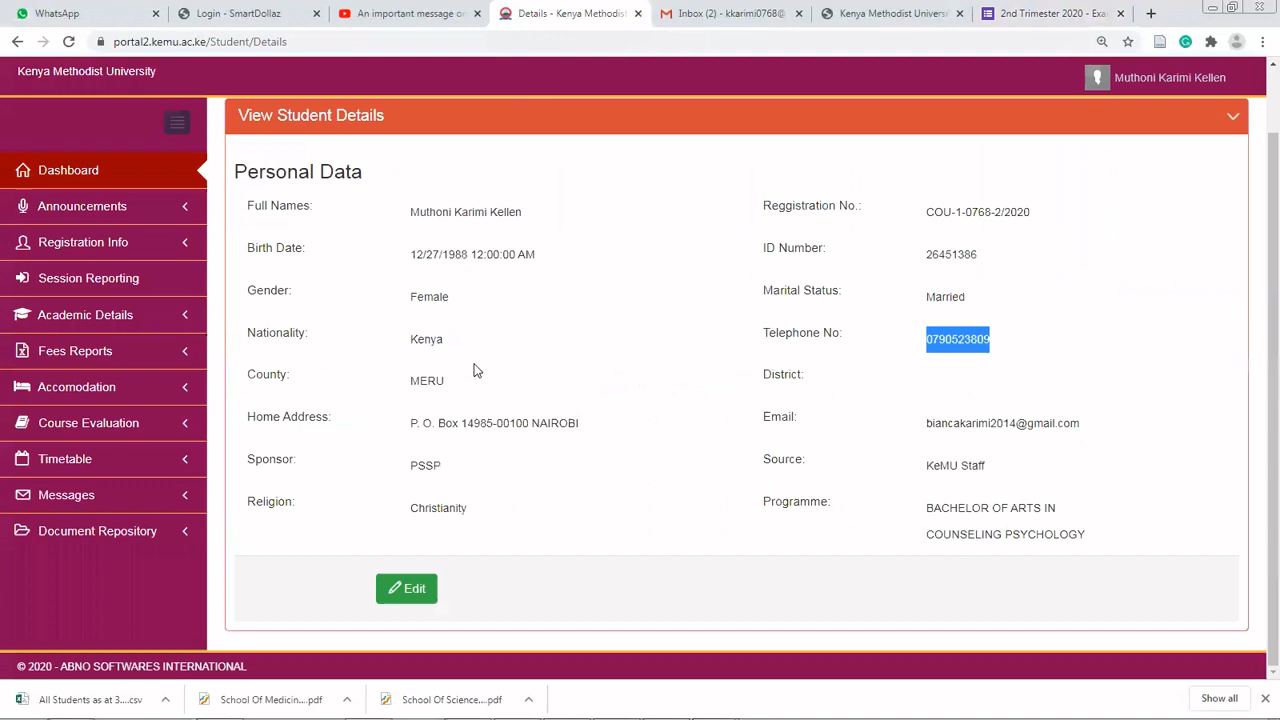 WhatsApp
Login - SmartDollaz
An important message o
Details - Kenya Methodist
Inbox (2) - kkarimi0768@
Kenya Methodist Universi
2nd Trimester 2020 - Exa
portal2.kemu.ac.ke/Student/Details
Kenya Methodist University
Muthoni Karimi Kellen
View Student Details
Dashboard
Announcements
Registration Info
Session Reporting
Academic Details
Fees Reports
Accomodation
Course Evaluation
Timetable
Messages
Document Repository
Personal Data
Full Names: Muthoni Karimi Kellen Reggistration No.: COU-1-0768-2/2020
Birth Date: 12/27/1988 12:00:00 AM ID Number: 26451386
Gender: Female Marital Status: Married
Nationality: Kenya Telephone No: 0790523809
County: MERU District:
Home Address: P. O. Box 14985-00100 NAIROBI Email: biancakarimi2014@gmail.com
Sponsor: PSSP Source: KeMU Staff
Religion: Christianity Programme: BACHELOR OF ARTS IN
COUNSELING PSYCHOLOGY
Edit
© 2020 - ABNO SOFTWARES INTERNATIONAL
All Students as at 3....csv
School Of Medicin....pdf
School Of Science....pdf
Show all